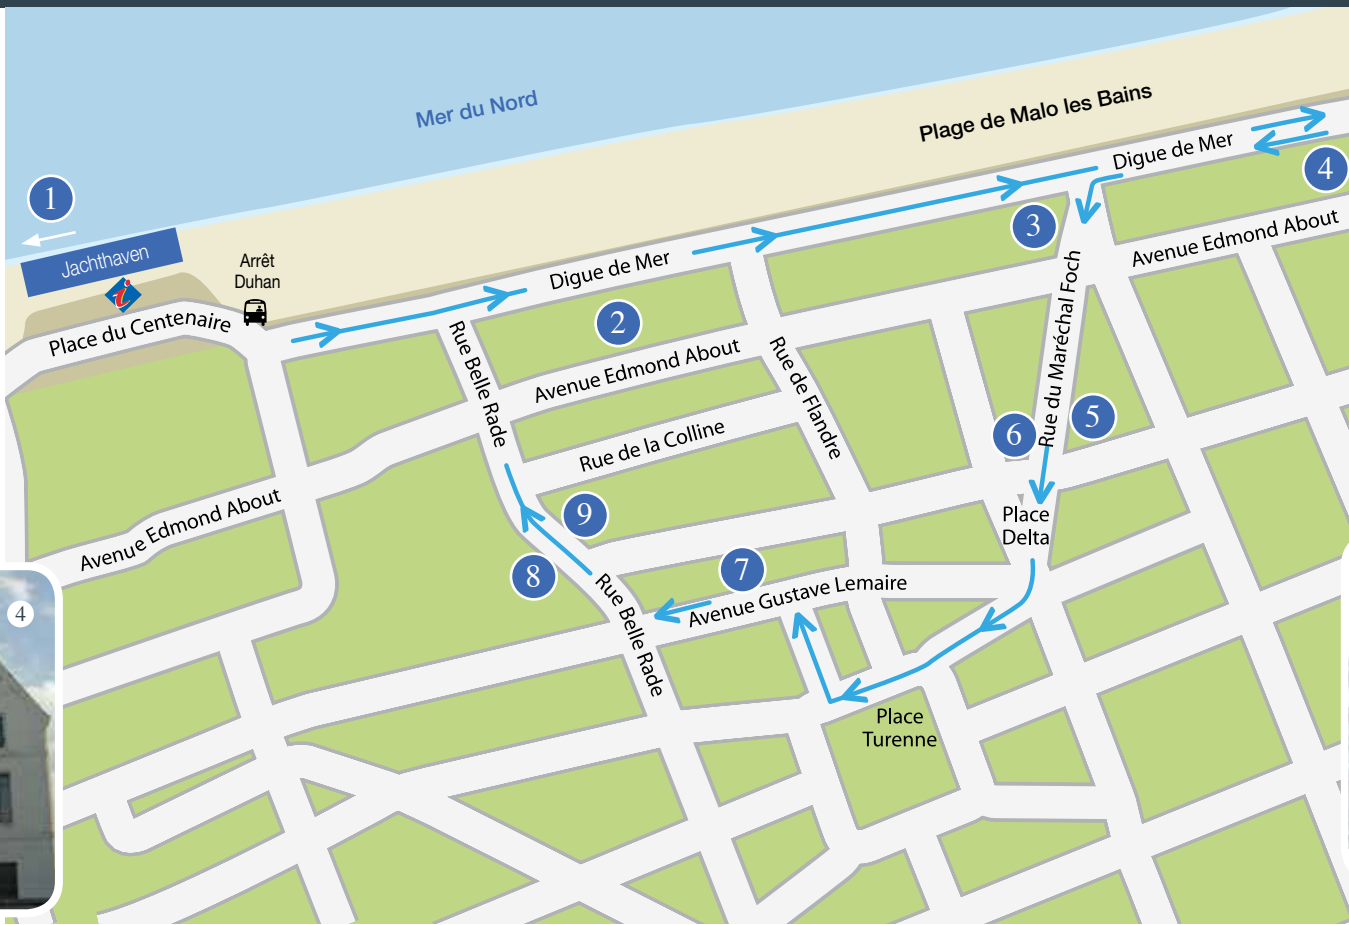 Mer du Nord
Plage de Malo les Bains
Digue de Mer
1
4
Jachthaven
i
Arrêt
Duhan
3
Avenue Edmond About
Place du Centenaire
Digue de Mer
2
Rue du Maréchal Foch
Rue Belle Rade
Avenue Edmond About
Rue de Flandre
5
6
Rue de la Colline
Avenue Edmond About
9
Place
Delta
8
7
Avenue Gustave Lemaire
4
Rue Belle Rade
Place
Turenne